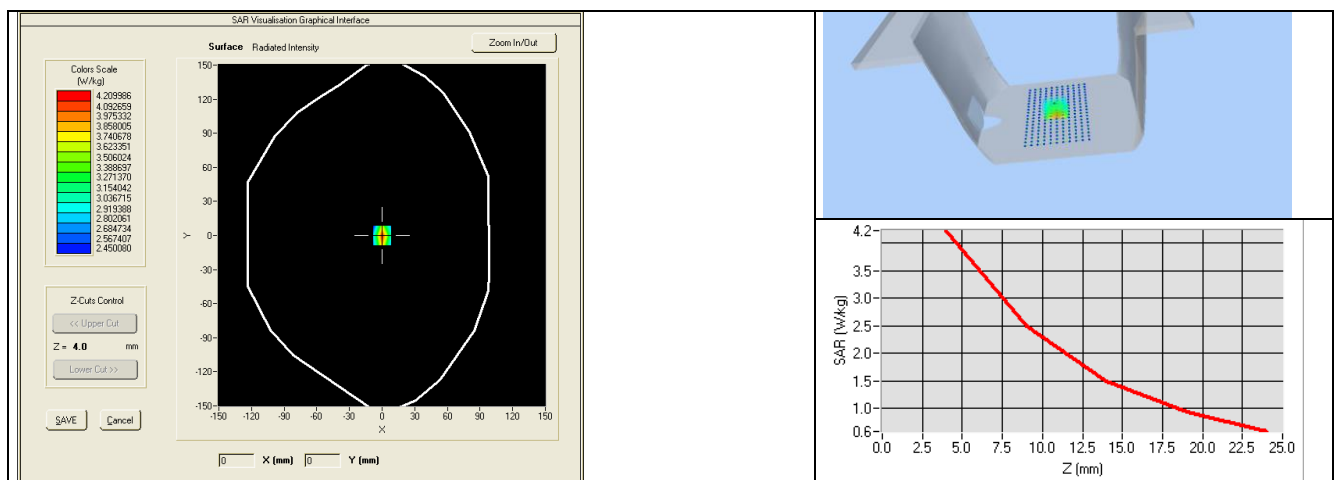 SAR Visualisation Graphical Interface
Surface Radiated Intensity
Zoom In/Out
Colors Scale
(W/kg)
4.209986
4.092659
3.975332
3.858005
3.740678
3.623351
3.506024
3.388697
3.271370
3.154042
3.036715
2.919388
2.802061
2.684734
2.567407
2.450080
Z-Cuts Control
<< Upper Cut
Z = 4.0 mm
Lower Cut >>
SAVE Cancel
150
120
90
60
30
0
-30
-60
-90
-120
-150
Y
-150 -120 -90 -60 -30 0 30 60 90 120 150
X
0 X (mm) 0 Y (mm)
4.2
3.5
3.0
2.5
2.0
1.5
1.0
0.6
SAR (W/kg)
0.0 2.5 5.0 7.5 10.0 12.5 15.0 17.5 20.0 22.5 25.0
Z (mm)